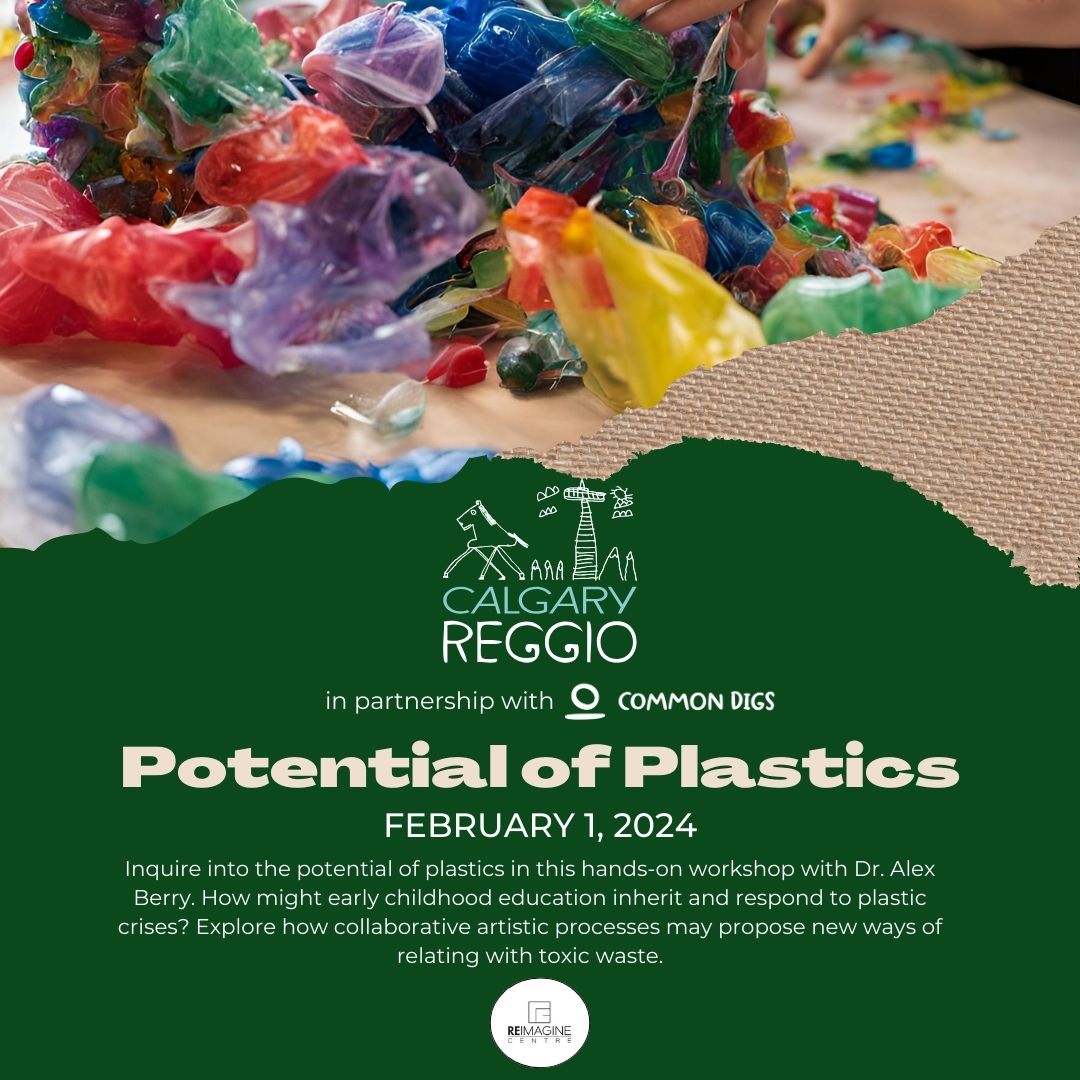 CALGARY
REGGIO
in partnership with COMMON DIGS
Potential of Plastics
FEBRUARY 1, 2024
Inquire into the potential of plastics in this hands-on workshop with Dr. Alex
Berry. How might early childhood education inherit and respond to plastic
crises? Explore how collaborative artistic processes may propose new ways of
relating with toxic waste.
REIMAGINE
CENTRE